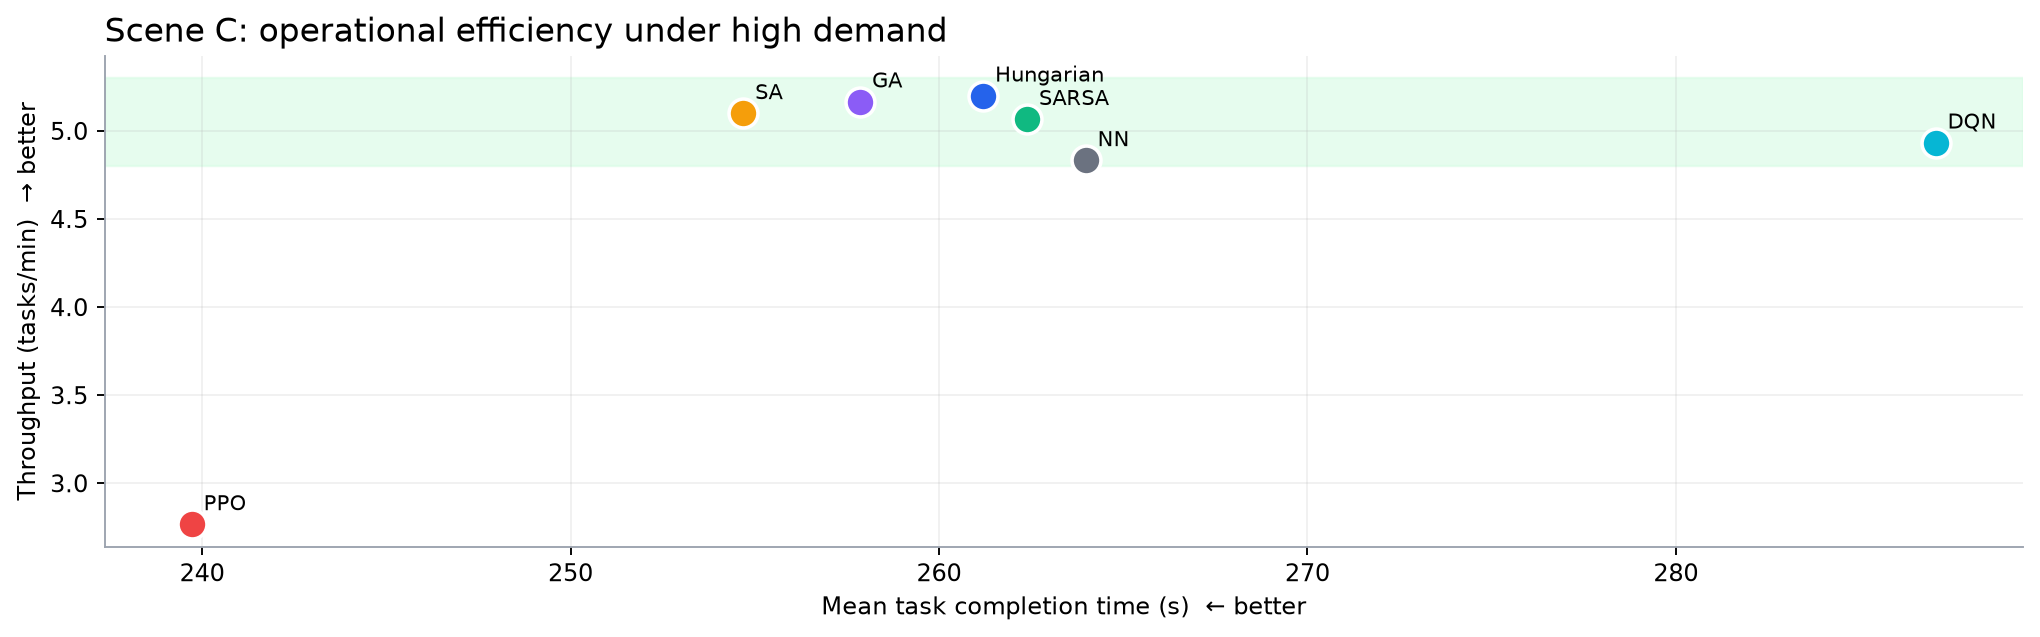 Scene C: operational efficiency under high demand
Throughput (tasks/min) → better
5.0
4.5
4.0
3.5
3.0
SA
GA
Hungarian
SARSA
NN
DQN
PPO
240
250
260
270
280
Mean task completion time (s) ← better